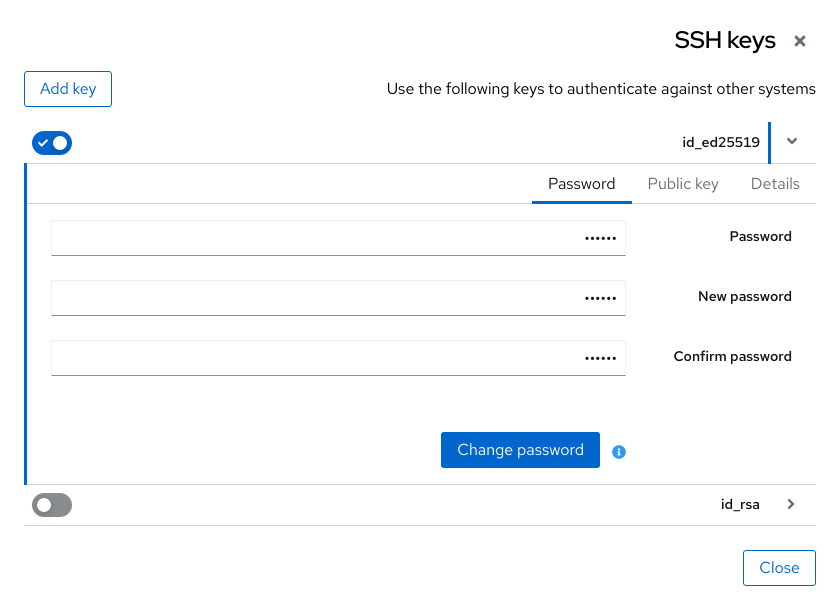 SSH keys
Use the following keys to authenticate against other systems
Add key
id_ed25519
Password
Public key
Details
Password
••••••
New password
••••••
Confirm password
••••••
Change password
id_rsa
Close